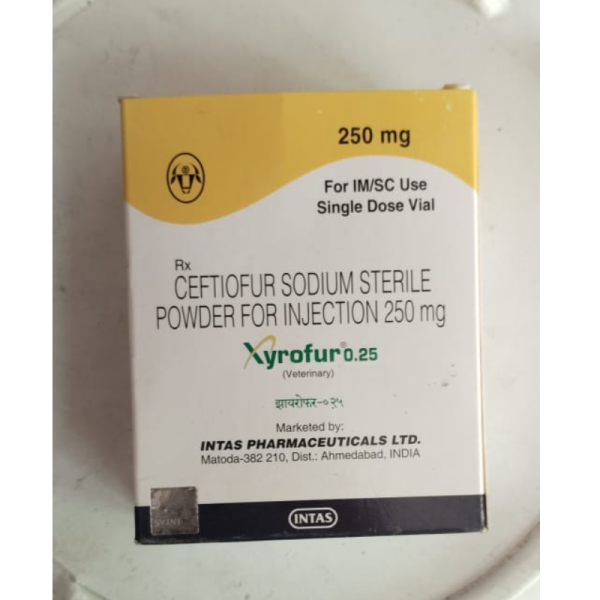 250 mg
For IM/SC Use
Single Dose Vial
Rx
CEFTIOFUR SODIUM STERILE
POWDER FOR INJECTION 250 mg
Xyrofur® 0.25
(Veterinary)
झायरोफर-०.२५
Marketed by:
INTAS PHARMACEUTICALS LTD.
Matoda-382 210, Dist.: Ahmedabad, INDIA
INTAS